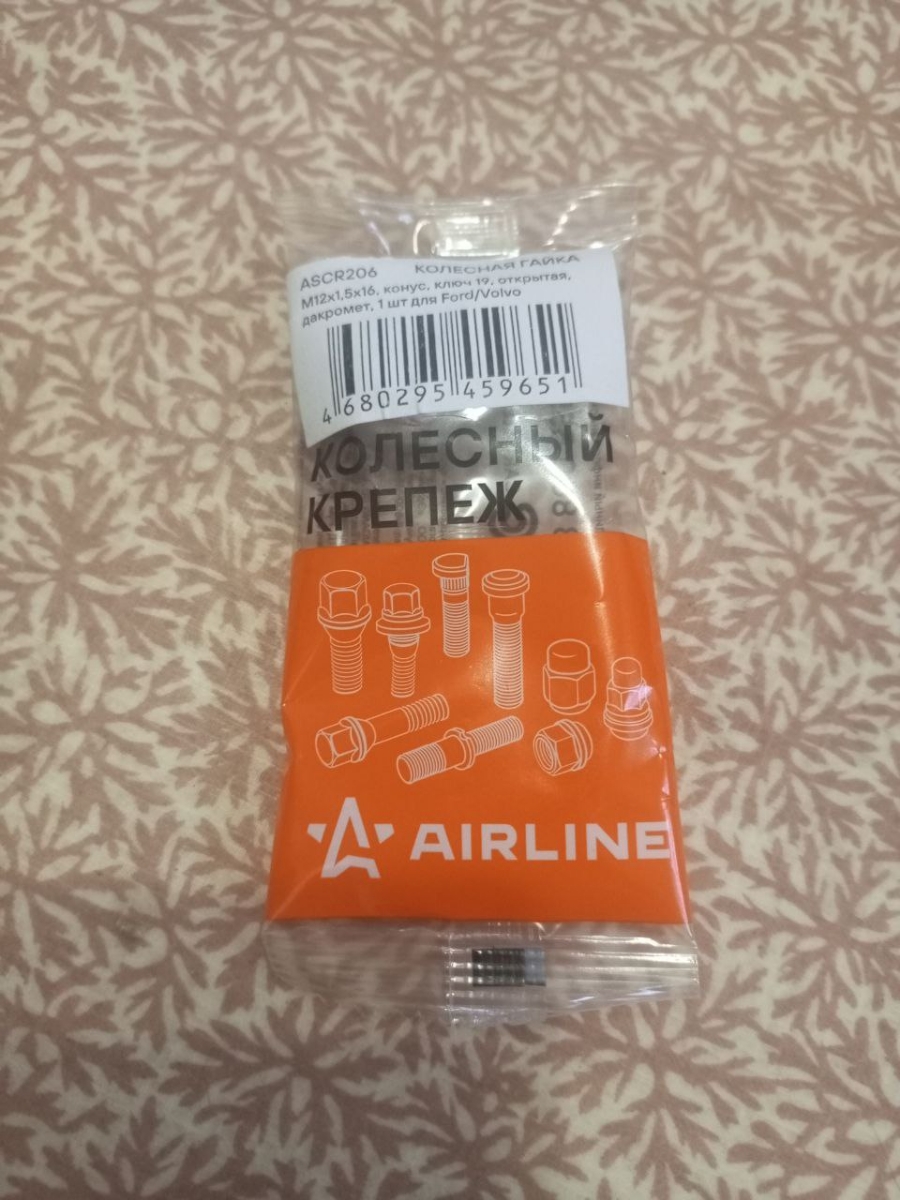 ASCR206 КОЛЕСНАЯ ГАЙКА
М12х1,5х16, конус, ключ 19, открытая,
дакромет, 1 шт для Ford/Volvo
4 680295 459651
КОЛЕСНЫЙ
КРЕПЕЖ
AIRLINE